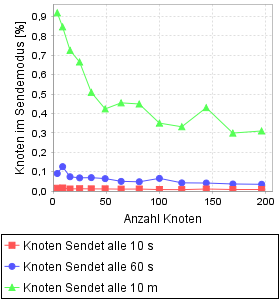 Knoten im Sendemodus [%]
0,9
0,8
0,7
0,6
0,5
0,4
0,3
0,2
0,1
0,0
0 50 100 150 200
Anzahl Knoten
Knoten Sendet alle 10 s
Knoten Sendet alle 60 s
Knoten Sendet alle 10 m